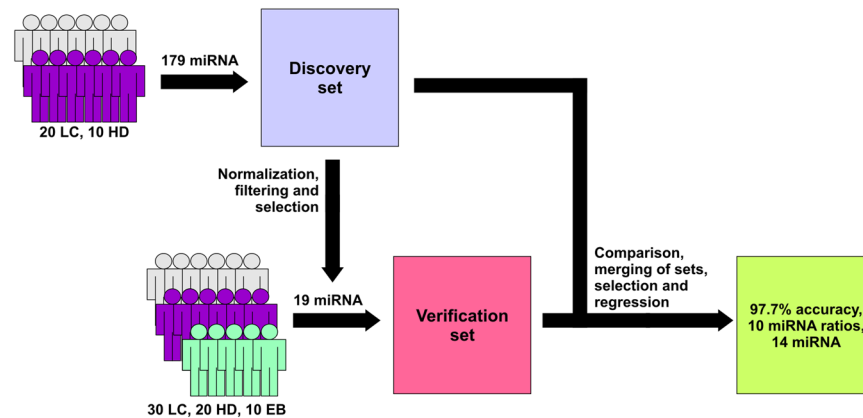 179 miRNA
20 LC, 10 HD
Discovery
set
Normalization,
filtering and
selection
19 miRNA
30 LC, 20 HD, 10 EB
Verification
set
Comparison,
merging of sets,
selection and
regression
97.7% accuracy,
10 miRNA ratios,
14 miRNA